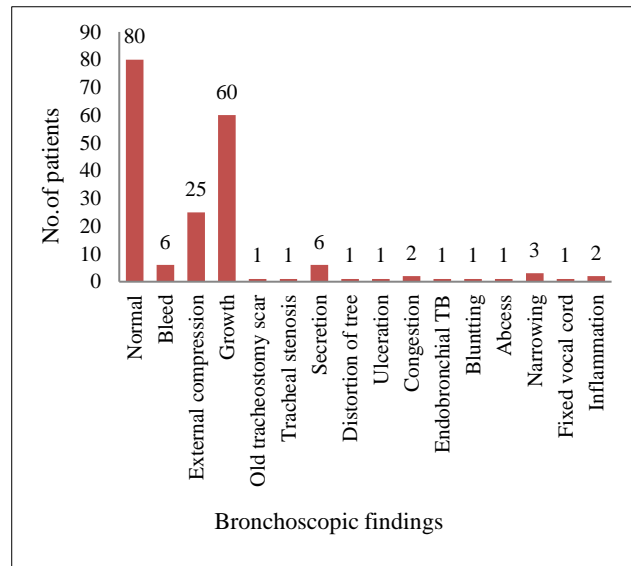 No.of patients
90
80
70
60
50
40
30
20
10
0
80
6
25
60
1
1
6
1
1
2
1
1
1
3
1
2
Normal
Bleed
External compression
Growth
Old tracheostomy scar
Tracheal stenosis
Secretion
Distortion of tree
Ulceration
Congestion
Endobronchial TB
Bluntting
Abcess
Narrowing
Fixed vocal cord
Inflammation
Bronchoscopic findings